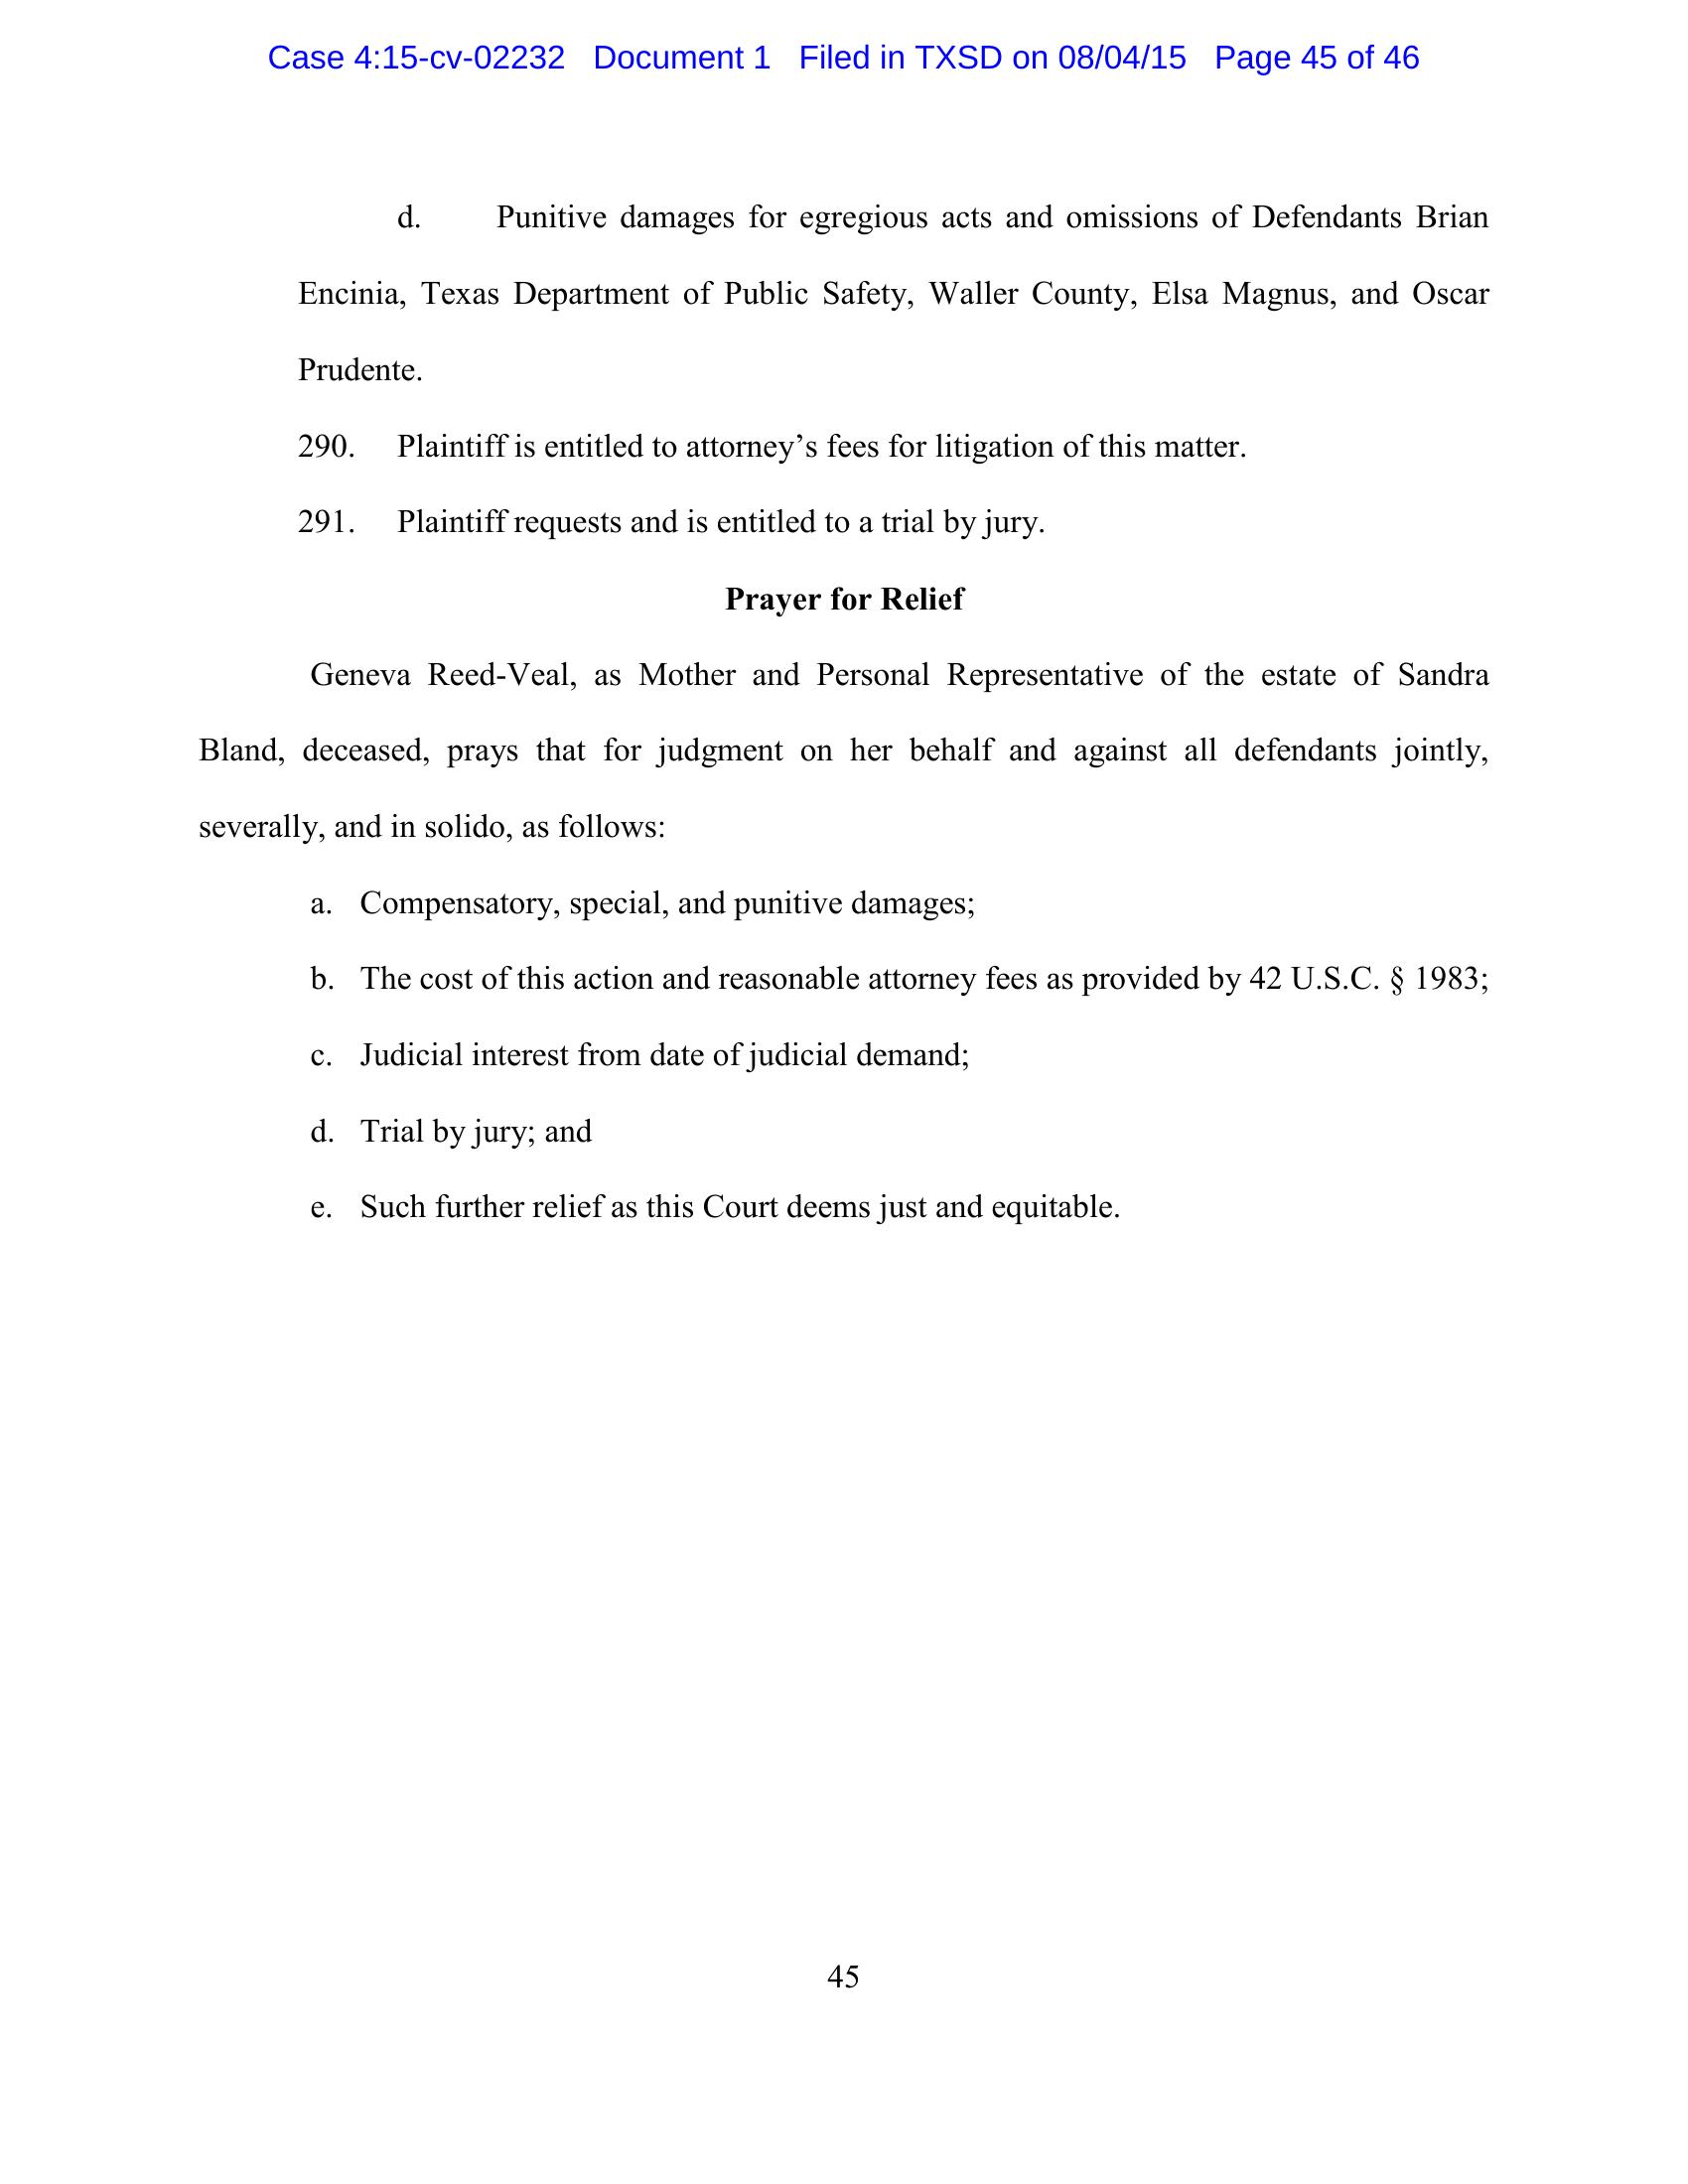 Case 4:15-cv-02232 Document 1 Filed in TXSD on 08/04/15 Page 45 of 46
d. Punitive damages for egregious acts and omissions of Defendants Brian
Encinia, Texas Department of Public Safety, Waller County, Elsa Magnus, and Oscar
Prudente.
290. Plaintiff is entitled to attorney’s fees for litigation of this matter.
291. Plaintiff requests and is entitled to a trial by jury.
Prayer for Relief
Geneva Reed-Veal, as Mother and Personal Representative of the estate of Sandra
Bland, deceased, prays that for judgment on her behalf and against all defendants jointly,
severally, and in solido, as follows:
a. Compensatory, special, and punitive damages;
b. The cost of this action and reasonable attorney fees as provided by 42 U.S.C. § 1983;
c. Judicial interest from date of judicial demand;
d. Trial by jury; and
e. Such further relief as this Court deems just and equitable.
45